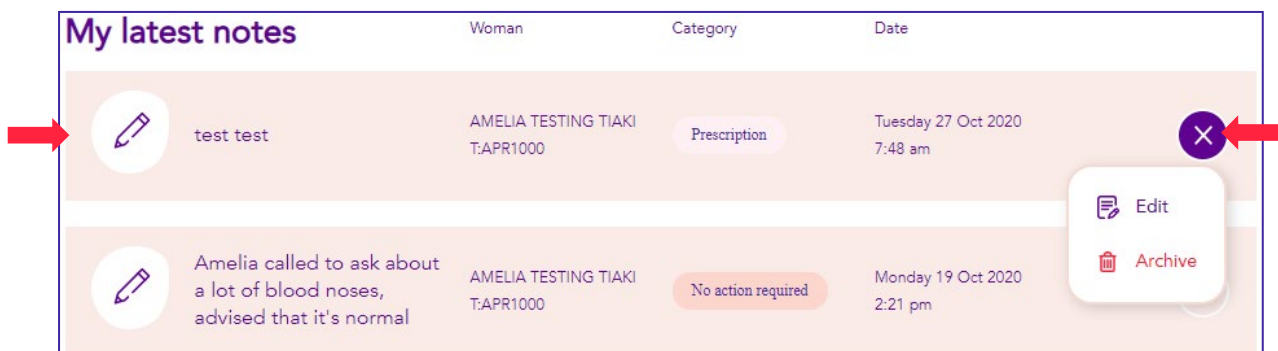 My latest notes Woman Category Date
test test
AMELIA TESTING TIAKI
T:APR1000
Prescription
Tuesday 27 Oct 2020
7:48 am
Edit
Archive
Amelia called to ask about
a lot of blood noses,
advised that it's normal
AMELIA TESTING TIAKI
T:APR1000
No action required
Monday 19 Oct 2020
2:21 pm